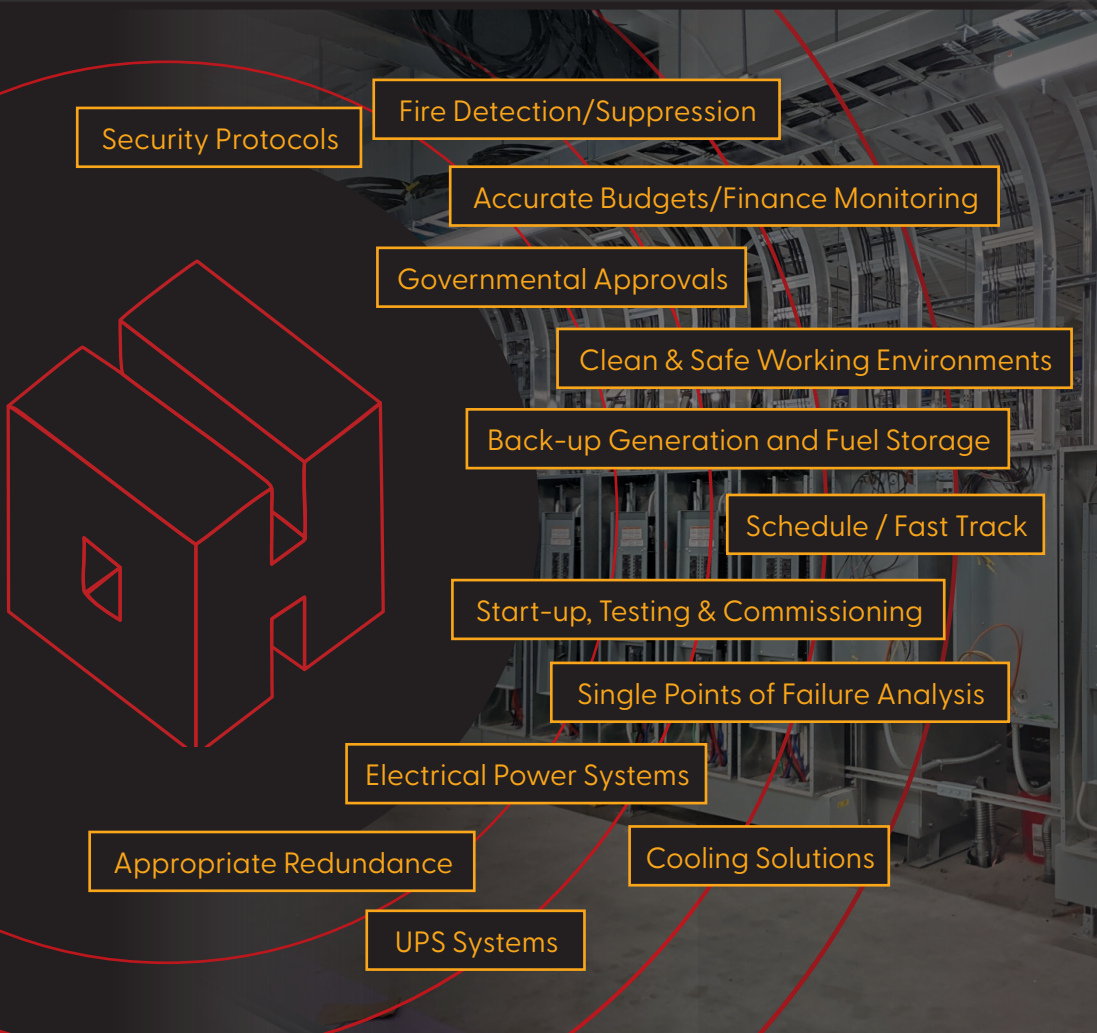 Fire Detection/Suppression
Security Protocols
Accurate Budgets/Finance Monitoring
Governmental Approvals
Clean & Safe Working Environments
Back-up Generation and Fuel Storage
Schedule / Fast Track
Start-up, Testing & Commissioning
Single Points of Failure Analysis
Electrical Power Systems
Appropriate Redundance
Cooling Solutions
UPS Systems